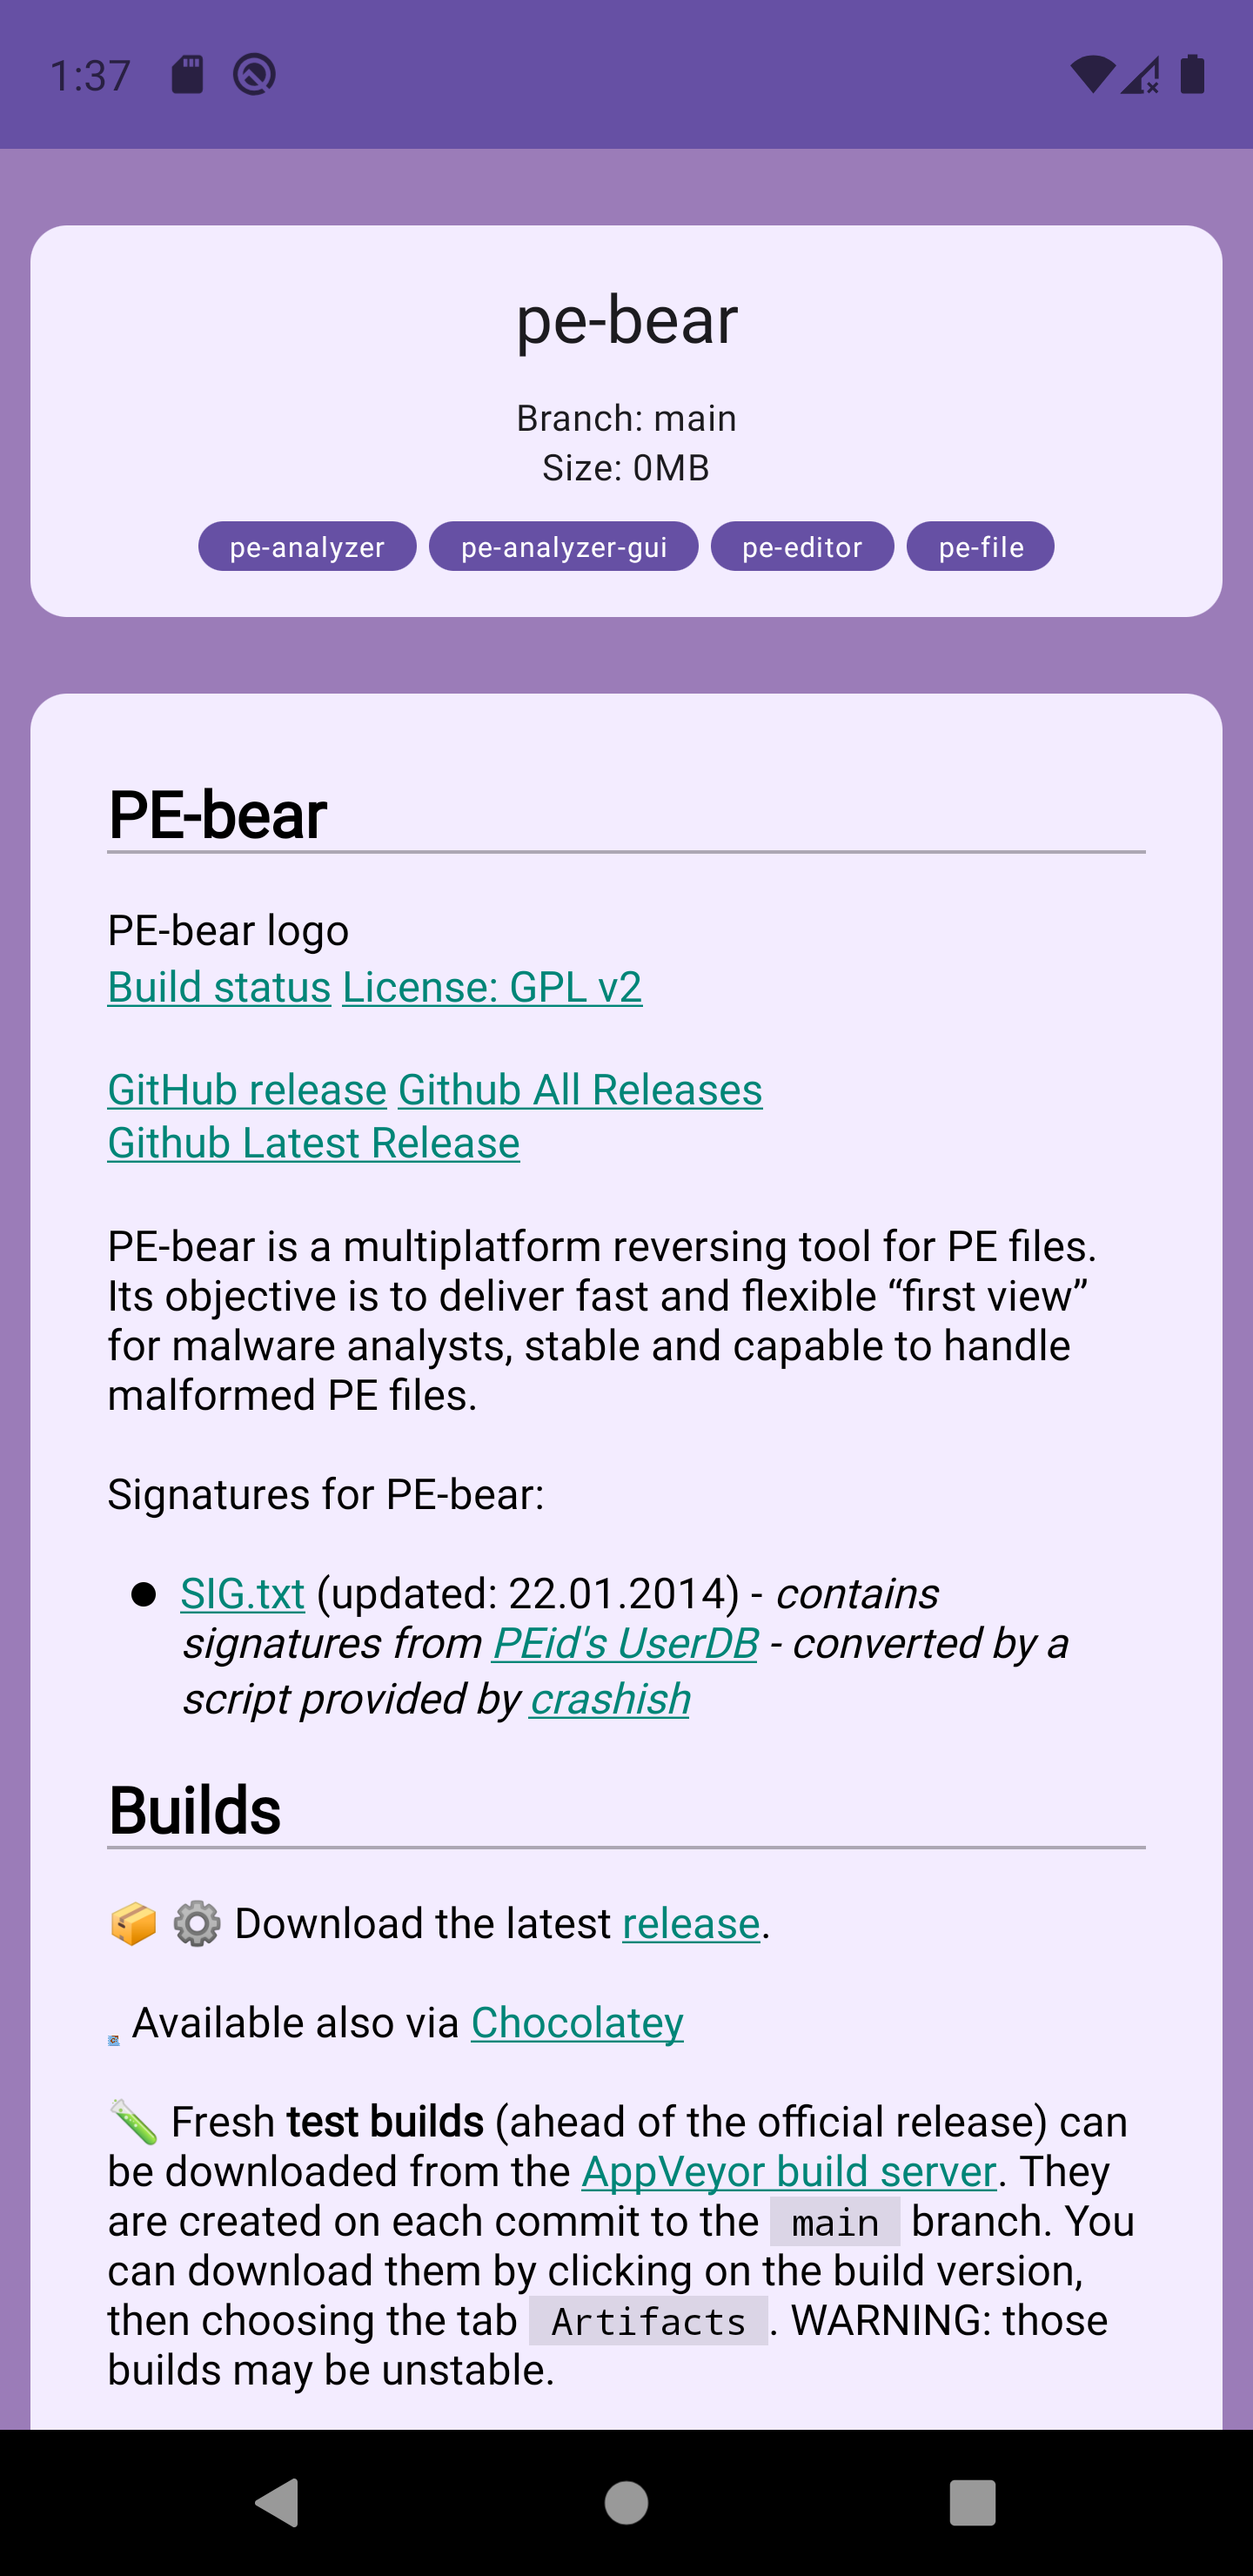 1:37
pe-bear
Branch: main
Size: 0MB
pe-analyzer pe-analyzer-gui pe-editor pe-file
PE-bear
PE-bear logo
Build status License: GPL v2
GitHub release Github All Releases
Github Latest Release
PE-bear is a multiplatform reversing tool for PE files.
Its objective is to deliver fast and flexible “first view”
for malware analysts, stable and capable to handle
malformed PE files.
Signatures for PE-bear:
SIG.txt (updated: 22.01.2014) - contains
signatures from PEid's UserDB - converted by a
script provided by crashish
Builds
📦 ⚙️ Download the latest release.
Available also via Chocolatey
🧪 Fresh test builds (ahead of the official release) can
be downloaded from the AppVeyor build server. They
are created on each commit to the main branch. You
can download them by clicking on the build version,
then choosing the tab Artifacts. WARNING: those
builds may be unstable.